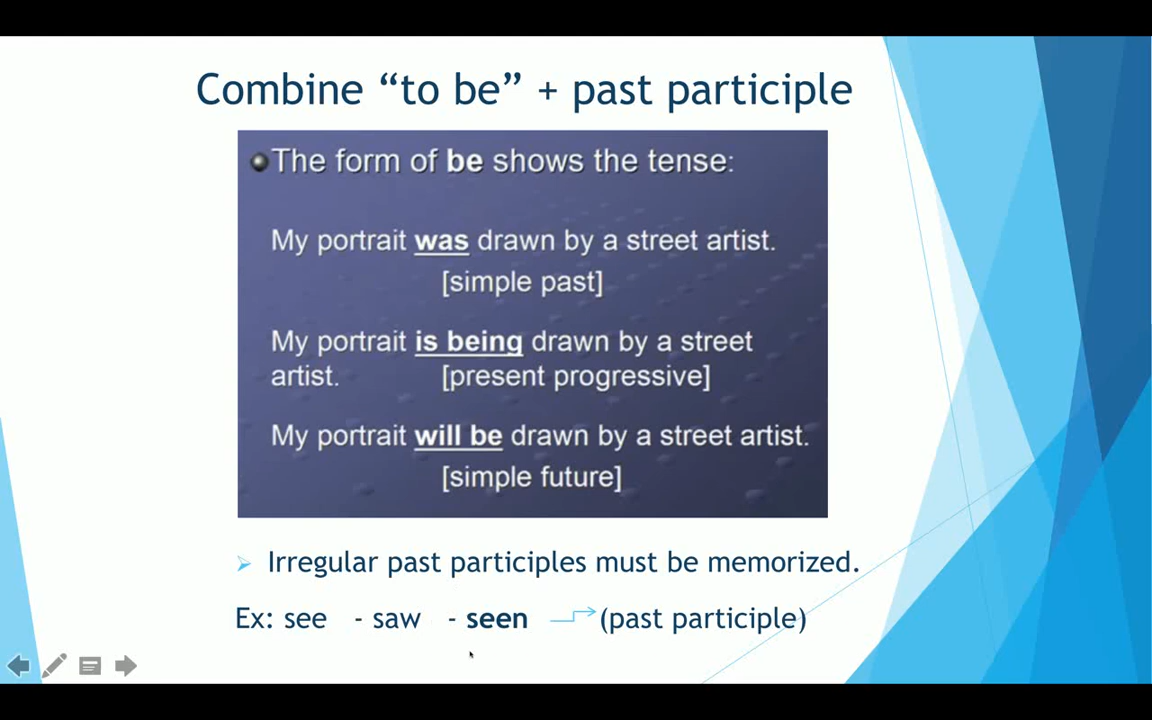 Combine “to be” + past participle
The form of be shows the tense:
My portrait was drawn by a street artist.
[simple past]
My portrait is being drawn by a street
artist. [present progressive]
My portrait will be drawn by a street artist.
[simple future]
Irregular past participles must be memorized.
Ex: see - saw - seen (past participle)